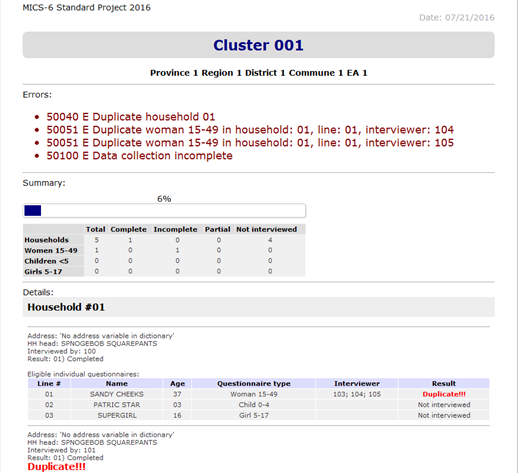 MICS-6 Standard Project 2016
Date: 07/21/2016
Cluster 001
Province 1 Region 1 District 1 Commune 1 EA 1
Errors:
• 50040 E Duplicate household 01
• 50051 E Duplicate woman 15-49 in household: 01, line: 01, interviewer: 104
• 50051 E Duplicate woman 15-49 in household: 01, line: 01, interviewer: 105
• 50100 E Data collection incomplete
Summary:
6%
Total Complete Incomplete Partial Not interviewed
Households 5 1 0 0 4
Women 15-49 1 0 1 0 0
Children <5 0 0 0 0 0
Girls 5-17 0 0 0 0 0
Details:
Household #01
Address: 'No address variable in dictionary'
HH head: SPNOGEBOB SQUAREPANTS
Interviewed by: 100
Result: 01) Completed
Eligible individual questionnaires:
Line # Name Age Questionnaire type Interviewer Result
01 SANDY CHEEKS 37 Woman 15-49 103; 104; 105 Duplicate!!!
02 PATRIC STAR 03 Child 0-4 Not interviewed
03 SUPERGIRL 16 Girl 5-17 Not interviewed
Address: 'No address variable in dictionary'
HH head: SPNOGEBOB SQUAREPANTS
Interviewed by: 101
Duplicate!!!